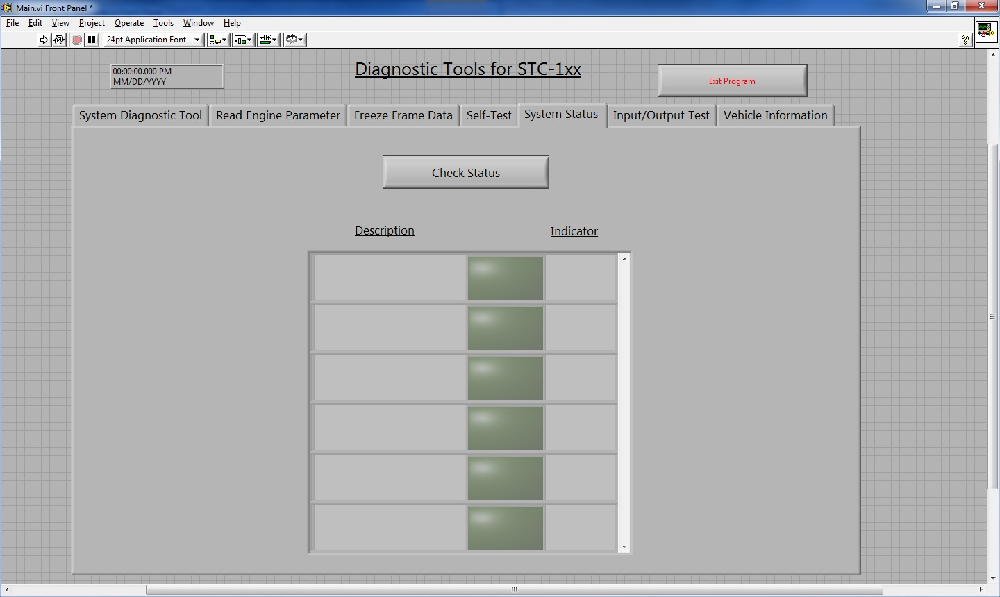 Main.vi Front Panel *
File Edit View Project Operate Tools Window Help
24pt Application Font
?
1
00:00:00.000 PM
MM/DD/YYYY
Diagnostic Tools for STC-1xx
Exit Program
System Diagnostic Tool Read Engine Parameter Freeze Frame Data Self-Test System Status Input/Output Test Vehicle Information
Check Status
Description Indicator